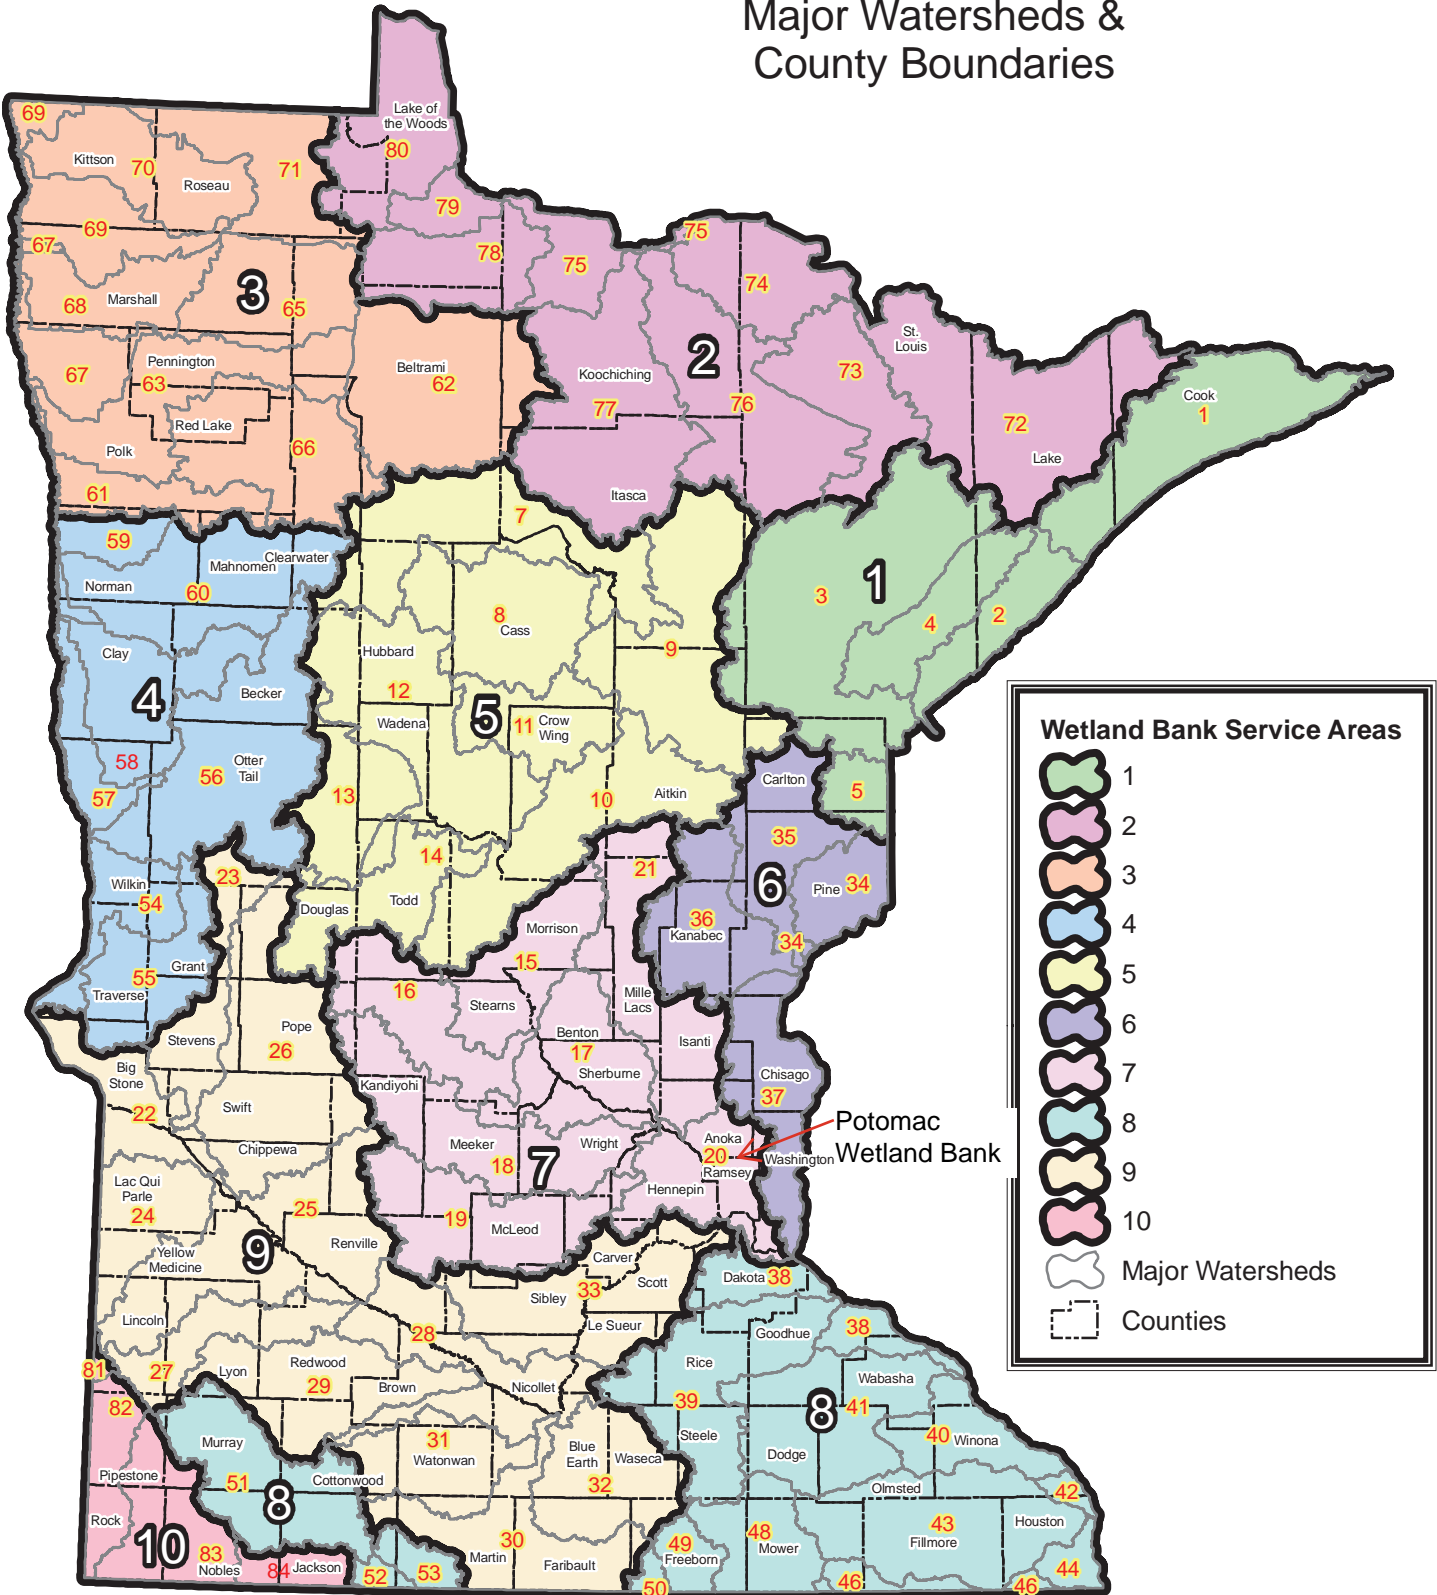 Major Watersheds &
County Boundaries
69
Kittson
70
Roseau
71
Lake of
the Woods
80
79
78
75
75
74
69
67
68
Marshall
3
65
67
Pennington
63
Red Lake
Polk
66
61
Beltrami
62
Koochiching
77
2
76
73
St.
Louis
72
Lake
Cook
1
Itasca
59
Norman
Mahnomen
Clearwater
60
Clay
4
Becker
58
57
56
Otter
Tail
Wilkin
54
55
Grant
Traverse
7
8
Cass
9
Hubbard
12
Wadena
5
11
Crow
Wing
13
10
Aitkin
14
Todd
Douglas
3
1
4
2
5
Carlton
35
6
Pine
34
36
Kanabec
34
21
23
Morrison
15
16
Stearns
Mille
Lacs
Benton
17
Sherburne
Isanti
Chisago
37
Stevens
Pope
26
Big
Stone
22
Swift
Chippewa
Kandiyohi
Meeker
18
7
Wright
Anoka
20
Ramsey
Washington
Hennepin
Potomac
Wetland Bank
Lac Qui
Parle
24
25
Renville
19
McLeod
Yellow
Medicine
9
Carver
33
Scott
Sibley
Le Sueur
Lincoln
28
81
27
Lyon
Redwood
29
Brown
Nicollet
82
31
Watonwan
Blue
Earth
32
Waseca
Murray
51
8
Cottonwood
Pipestone
Rock
10
83
Nobles
84
Jackson
52
53
30
Martin
Faribault
Dakota
38
38
Goodhue
Rice
39
Wabasha
8
41
Steele
Dodge
40
Winona
Olmsted
42
49
Freeborn
50
48
Mower
43
Fillmore
Houston
44
46
46
Wetland Bank Service Areas
1
2
3
4
5
6
7
8
9
10
Major Watersheds
Counties